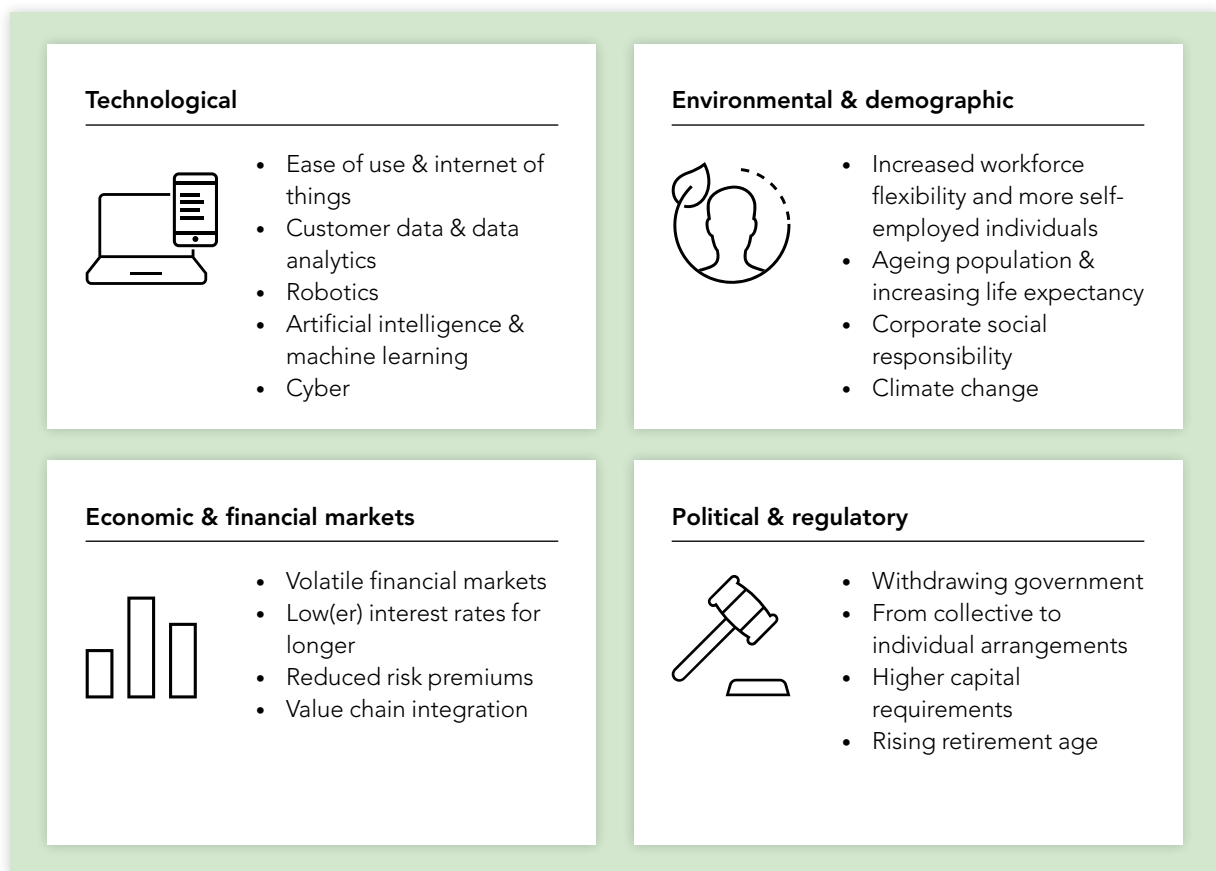 Technological
• Ease of use & internet of
things
• Customer data & data
analytics
• Robotics
• Artificial intelligence &
machine learning
• Cyber
Environmental & demographic
• Increased workforce
flexibility and more self-
employed individuals
• Ageing population &
increasing life expectancy
• Corporate social
responsibility
• Climate change
Economic & financial markets
• Volatile financial markets
• Low(er) interest rates for
longer
• Reduced risk premiums
• Value chain integration
Political & regulatory
• Withdrawing government
• From collective to
individual arrangements
• Higher capital
requirements
• Rising retirement age